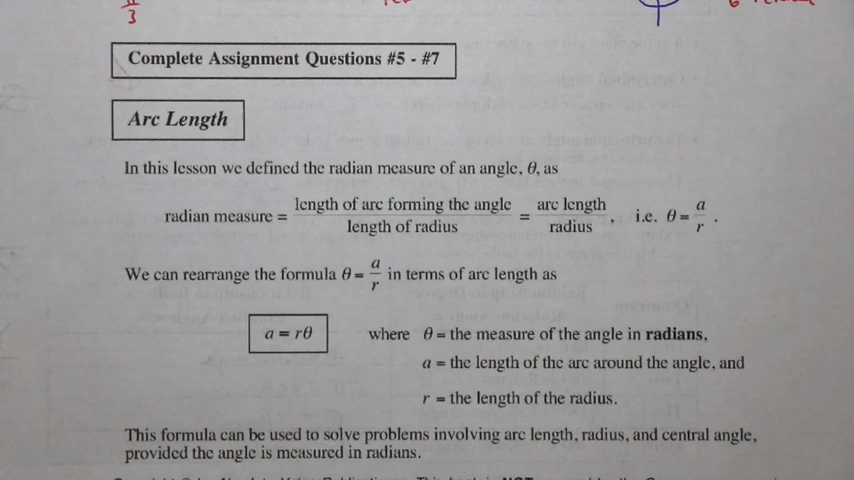 π
3
Complete Assignment Questions #5 - #7
Arc Length
In this lesson we defined the radian measure of an angle, θ, as
radian measure = length of arc forming the angle / length of radius = arc length / radius , i.e. θ = a / r .
We can rearrange the formula θ = a / r in terms of arc length as
a = rθ where θ = the measure of the angle in radians,
a = the length of the arc around the angle, and
r = the length of the radius.
This formula can be used to solve problems involving arc length, radius, and central angle,
provided the angle is measured in radians.